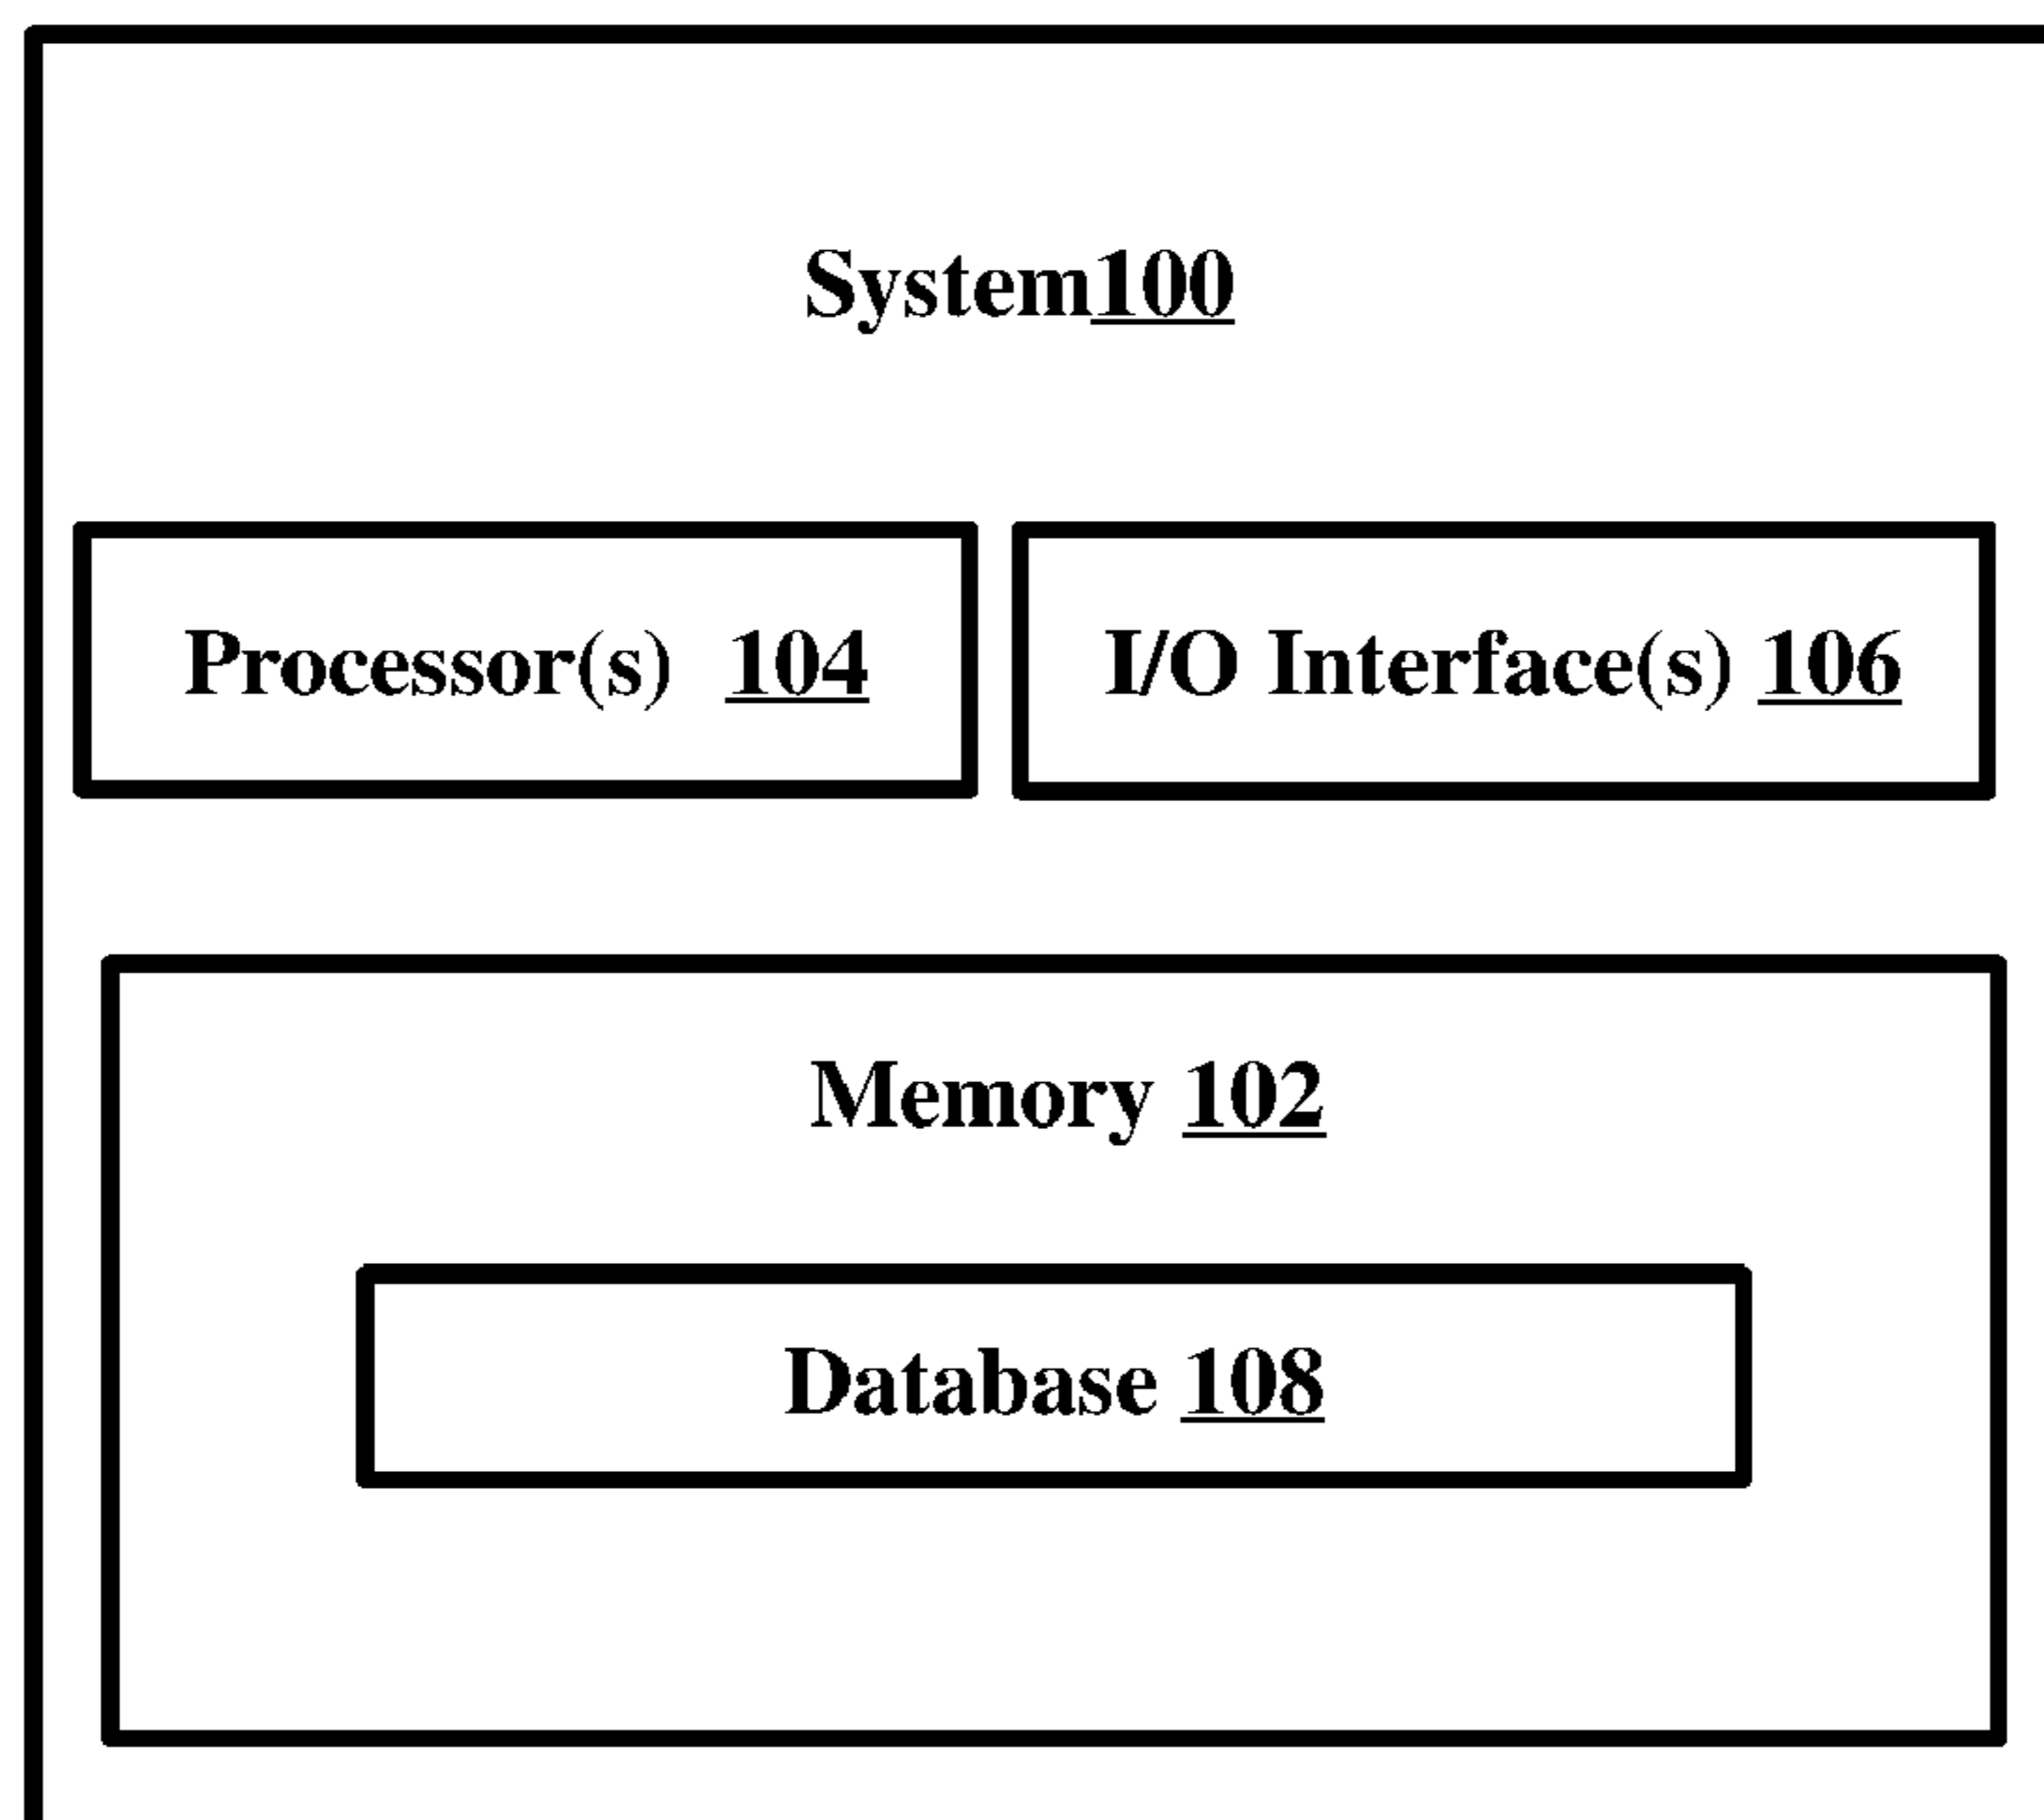 System100
Processor(s) 104
I/O Interface(s) 106
Memory 102
Database 108